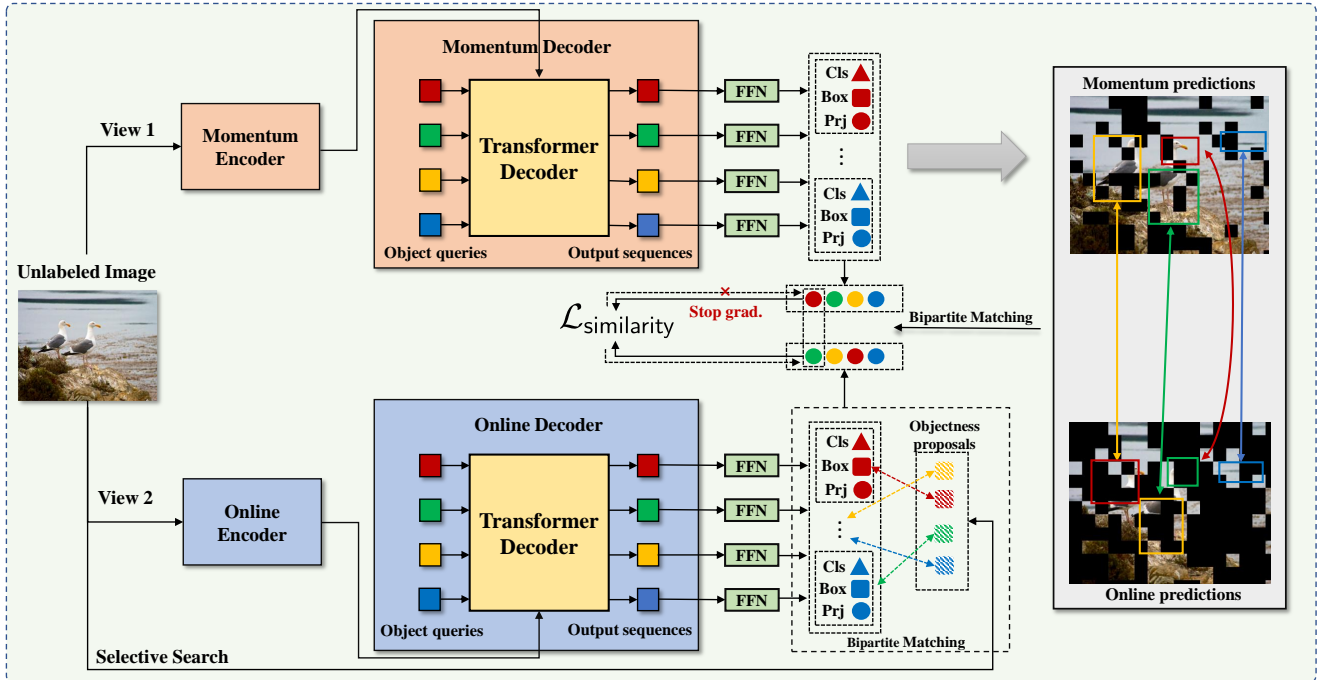 Momentum Decoder
View 1
Momentum
Encoder
Transformer
Decoder
Object queries
Output sequences
FFN
FFN
FFN
FFN
Cls
Box
Prj
⋮
Cls
Box
Prj
Momentum predictions
Unlabeled Image
ℒsimilarity
×
Stop grad.
Bipartite Matching
Online Decoder
View 2
Online
Encoder
Transformer
Decoder
Object queries
Output sequences
FFN
FFN
FFN
FFN
Cls
Box
Prj
⋮
Cls
Box
Prj
Objectness
proposals
Bipartite Matching
Online predictions
Selective Search